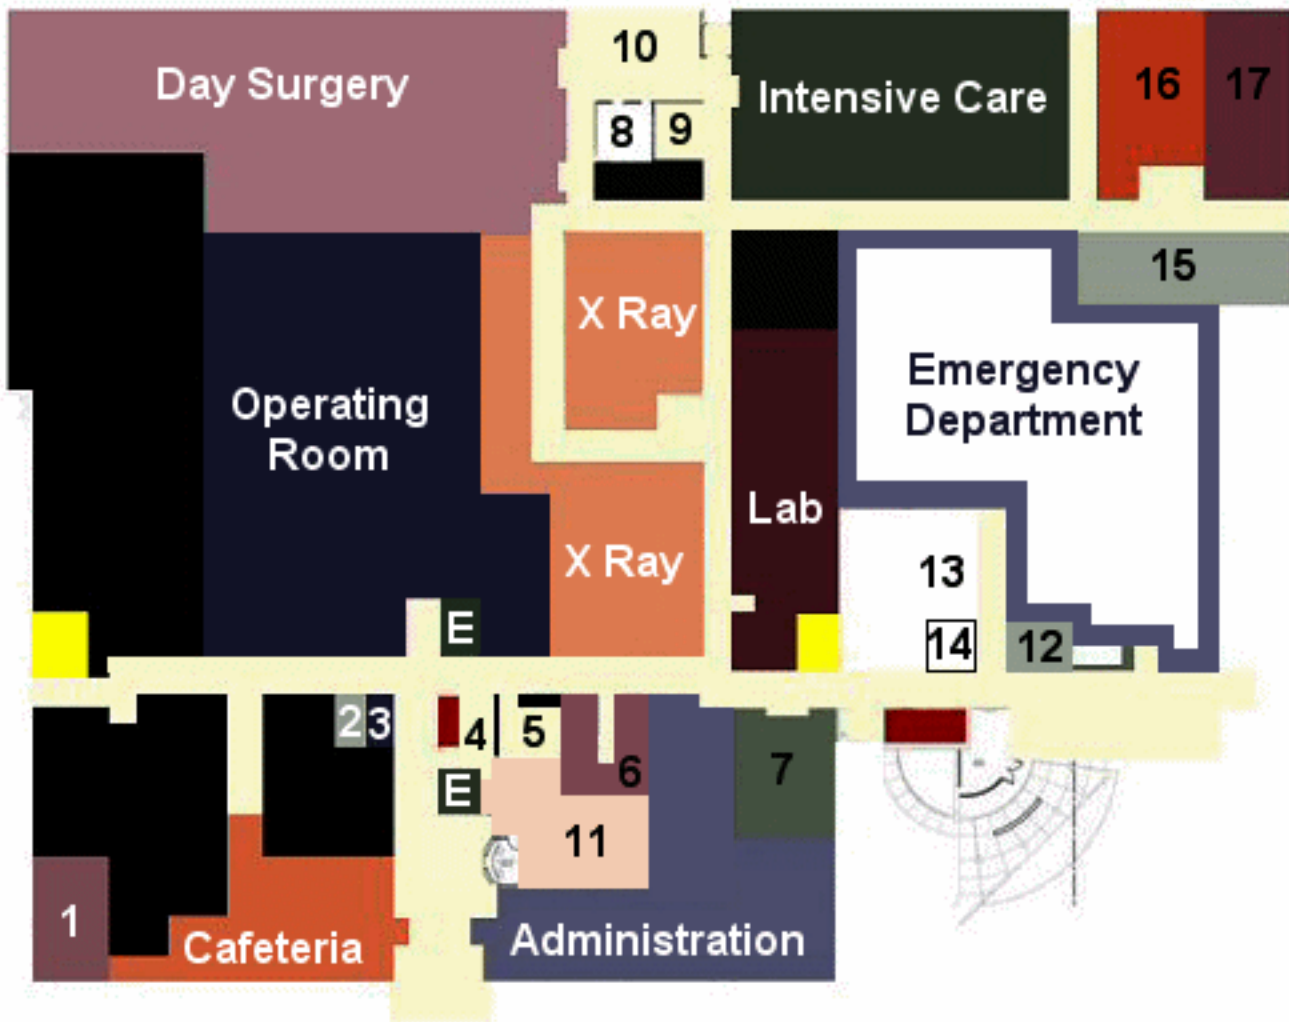 10
16
17
Day Surgery
Intensive Care
8
9
15
X Ray
Emergency
Department
Operating
Room
Lab
X Ray
13
E
14
12
2
3
4
5
6
7
E
11
1
Cafeteria
Administration